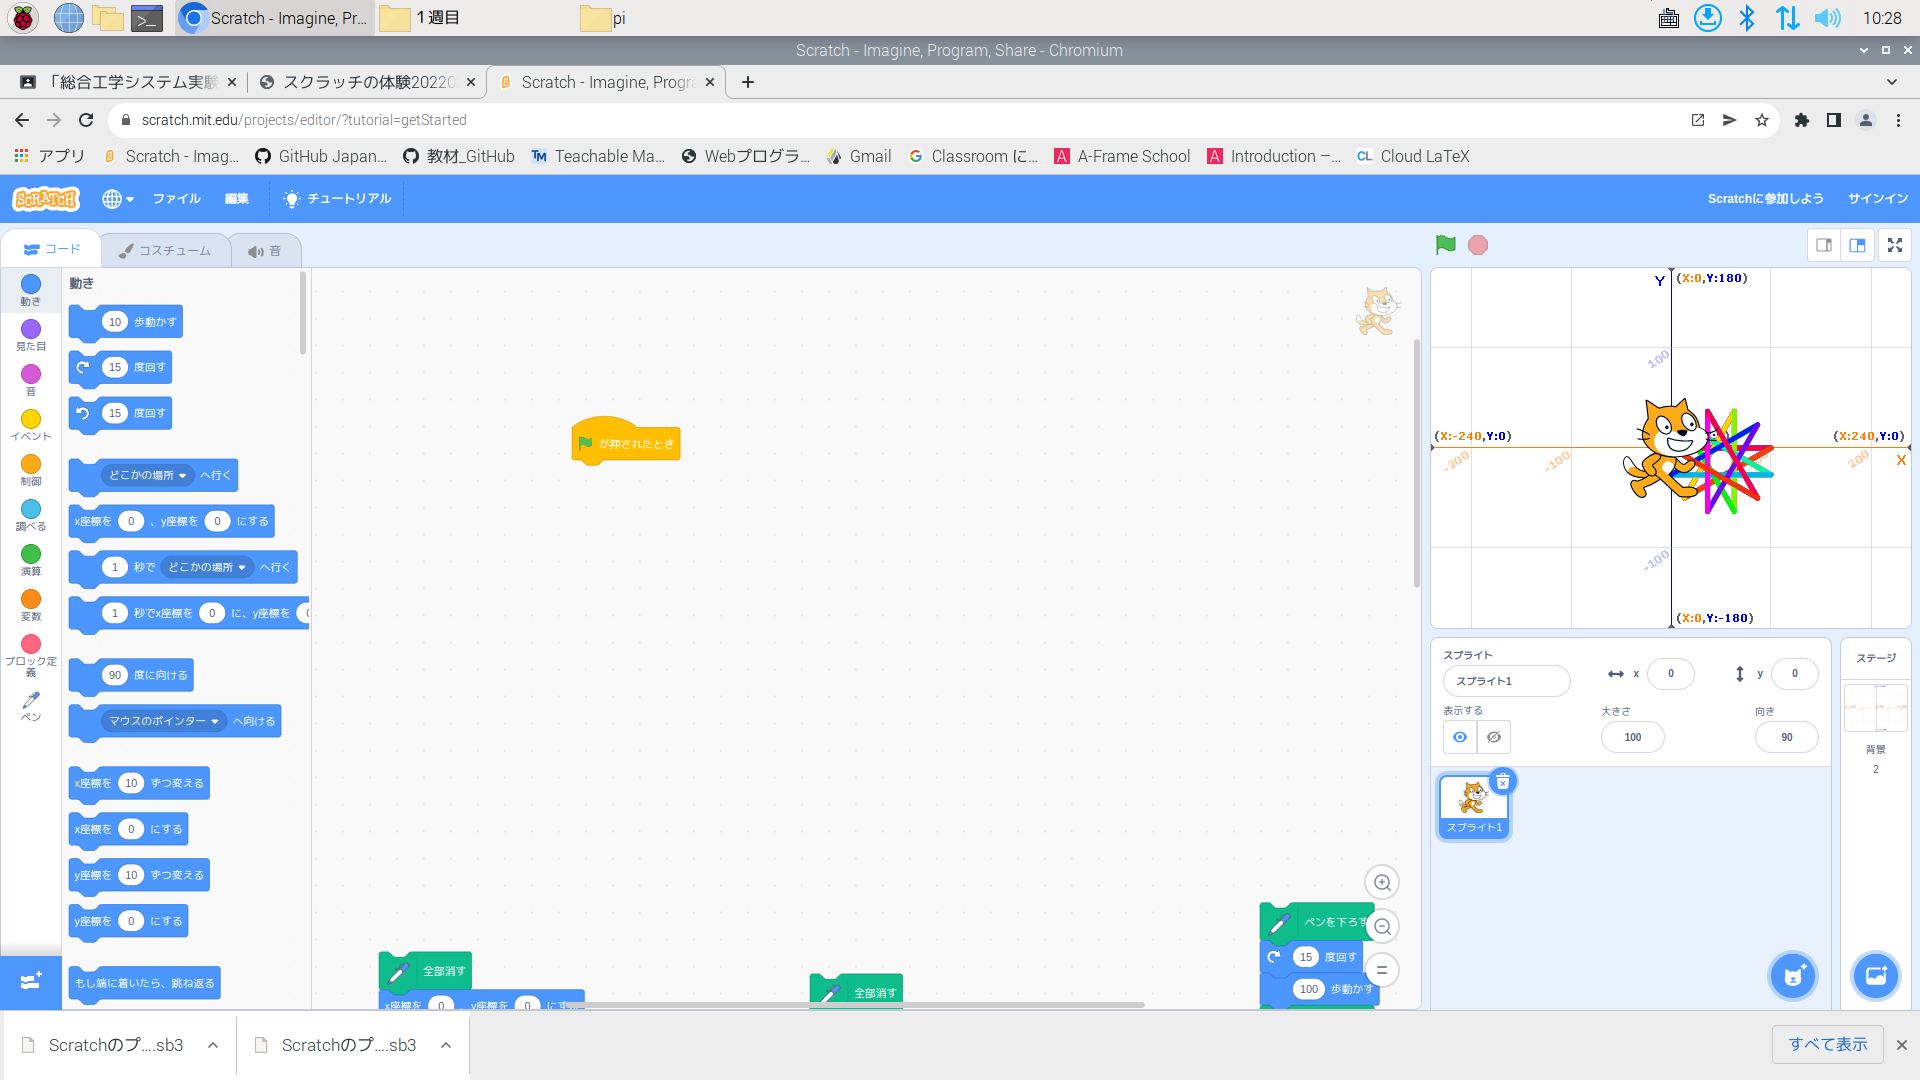 Scratch - Imagine, Pr...
1週目
pi
10:28
Scratch - Imagine, Program, Share - Chromium
「総合工学システム実験
スクラッチの体験20220
Scratch - Imagine, Progra
scratch.mit.edu/projects/editor/?tutorial=getStarted
アプリ
Scratch - Imag...
GitHub Japan...
教材_GitHub
Teachable Ma...
Webプログラ...
Gmail
Classroom に...
A-Frame School
Introduction –...
Cloud LaTeX
SCRATCH
ファイル
編集
チュートリアル
Scratchに参加しよう
サインイン
コード
コスチューム
音
動き
見た目
音
イベント
制御
調べる
演算
変数
ブロック定義
ペン
動き
10 歩動かす
15 度回す
15 度回す
どこかの場所 へ行く
x座標を 0 、y座標を 0 にする
1 秒で どこかの場所 へ行く
1 秒でx座標を 0 に、y座標を
90 度に向ける
マウスのポインター へ向ける
x座標を 10 ずつ変える
x座標を 0 にする
y座標を 10 ずつ変える
y座標を 0 にする
もし端に着いたら、跳ね返る
が押されたとき
全部消す
x座標を 0 、y座標を 0 にする
全部消す
ペンを下ろす
15 度回す
100 歩動かす
Y
(X:0,Y:180)
100
(X:-240,Y:0)
(X:240,Y:0)
-200
-100
200
X
-100
(X:0,Y:-180)
スプライト
スプライト1
x 0
y 0
表示する
大きさ
100
向き
90
スプライト1
ステージ
背景
2
Scratchのプ....sb3
Scratchのプ....sb3
すべて表示